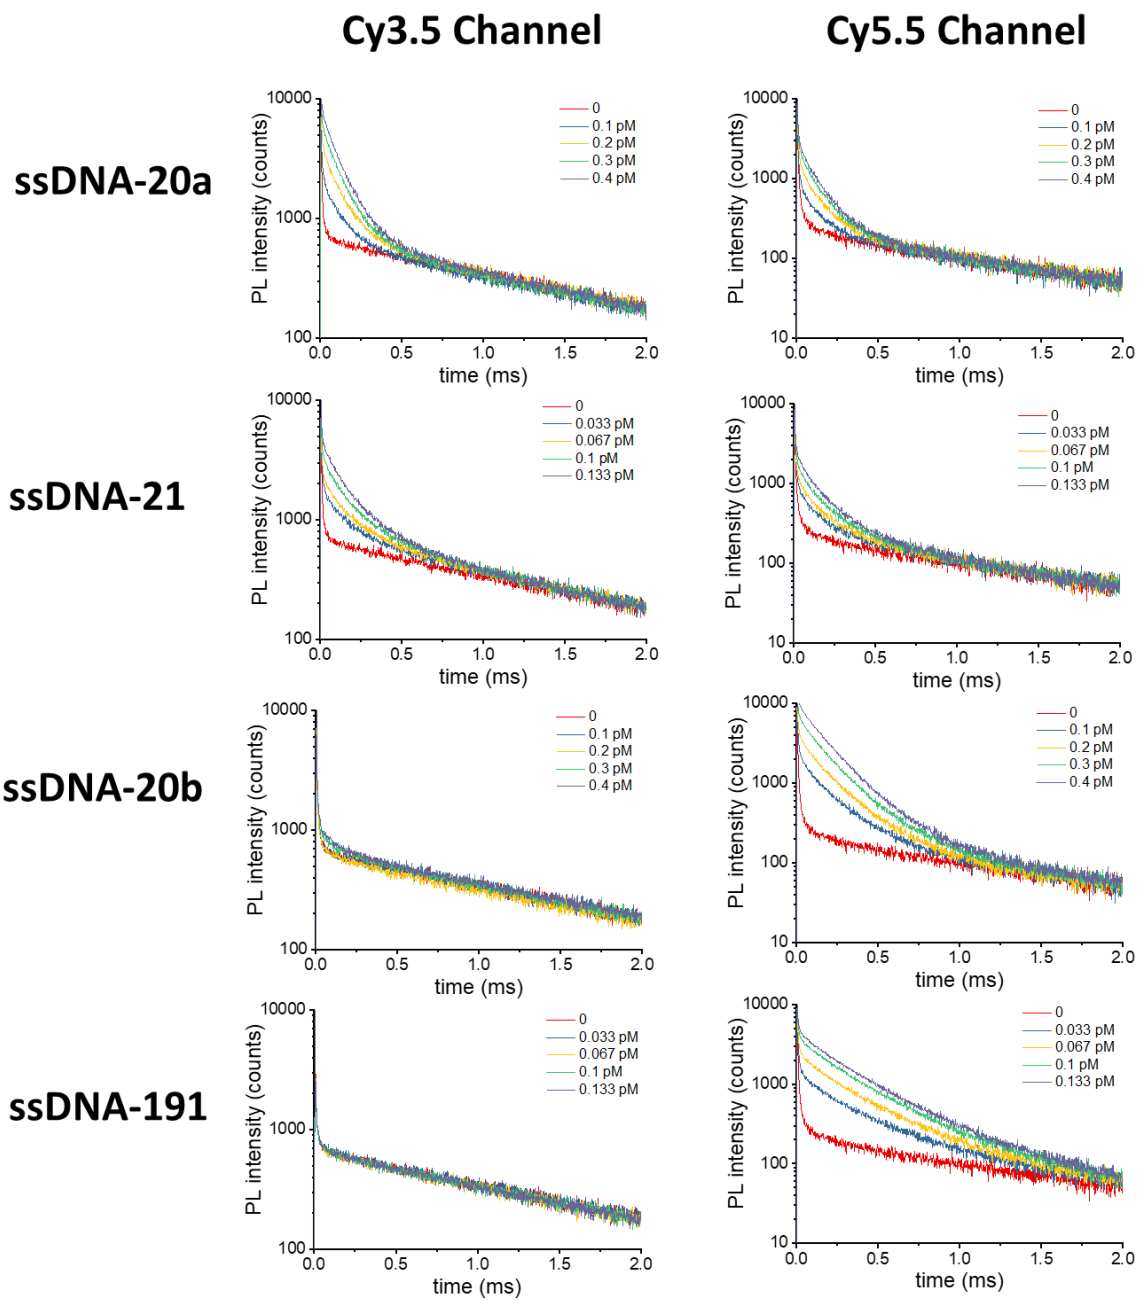 Cy3.5 Channel
Cy5.5 Channel
ssDNA-20a
PL intensity (counts)
10000
1000
100
0
0.1 pM
0.2 pM
0.3 pM
0.4 pM
0.0
0.5
1.0
1.5
2.0
time (ms)
PL intensity (counts)
10000
1000
100
10
0
0.1 pM
0.2 pM
0.3 pM
0.4 pM
0.0
0.5
1.0
1.5
2.0
time (ms)
ssDNA-21
PL intensity (counts)
10000
1000
100
0
0.033 pM
0.067 pM
0.1 pM
0.133 pM
0.0
0.5
1.0
1.5
2.0
time (ms)
PL intensity (counts)
10000
1000
100
10
0
0.033 pM
0.067 pM
0.1 pM
0.133 pM
0.0
0.5
1.0
1.5
2.0
time (ms)
ssDNA-20b
PL intensity (counts)
10000
1000
100
0
0.1 pM
0.2 pM
0.3 pM
0.4 pM
0.0
0.5
1.0
1.5
2.0
time (ms)
PL intensity (counts)
10000
1000
100
10
0
0.1 pM
0.2 pM
0.3 pM
0.4 pM
0.0
0.5
1.0
1.5
2.0
time (ms)
ssDNA-191
PL intensity (counts)
10000
1000
100
0
0.033 pM
0.067 pM
0.1 pM
0.133 pM
0.0
0.5
1.0
1.5
2.0
time (ms)
PL intensity (counts)
10000
1000
100
10
0
0.033 pM
0.067 pM
0.1 pM
0.133 pM
0.0
0.5
1.0
1.5
2.0
time (ms)